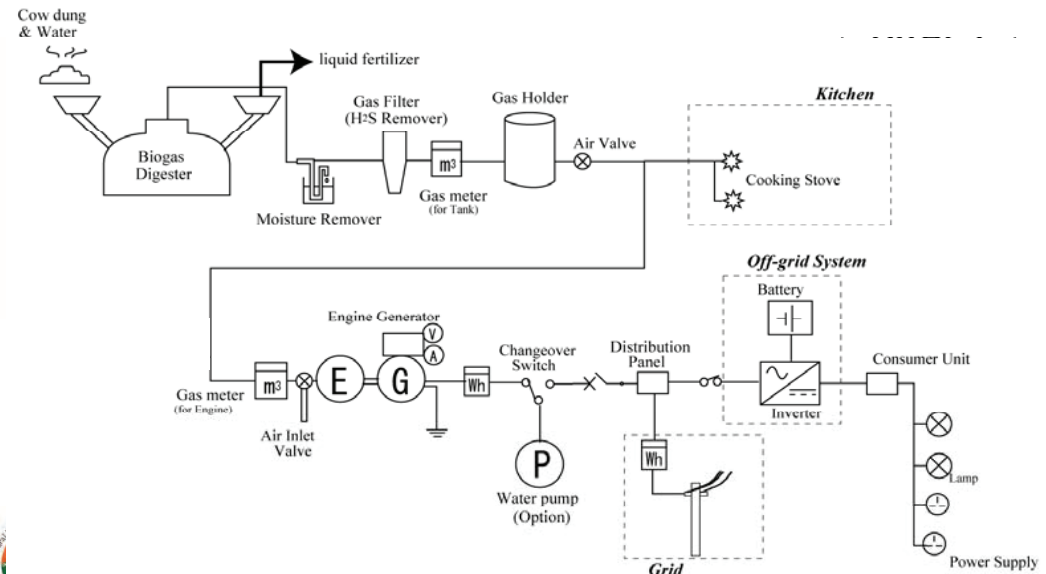 Cow dung
& Water
liquid fertilizer
Biogas
Digester
Moisture Remover
Gas Filter
(H2S Remover)
m3
Gas meter
(for Tank)
Gas Holder
Air Valve
Kitchen
Cooking Stove
Off-grid System
Battery
Inverter
Engine Generator
V
A
Gas meter
(for Engine)
m3
Air Inlet
Valve
E
G
Wh
Changeover
Switch
P
Water pump
(Option)
Distribution
Panel
Wh
Grid
Consumer Unit
Lamp
Power Supply